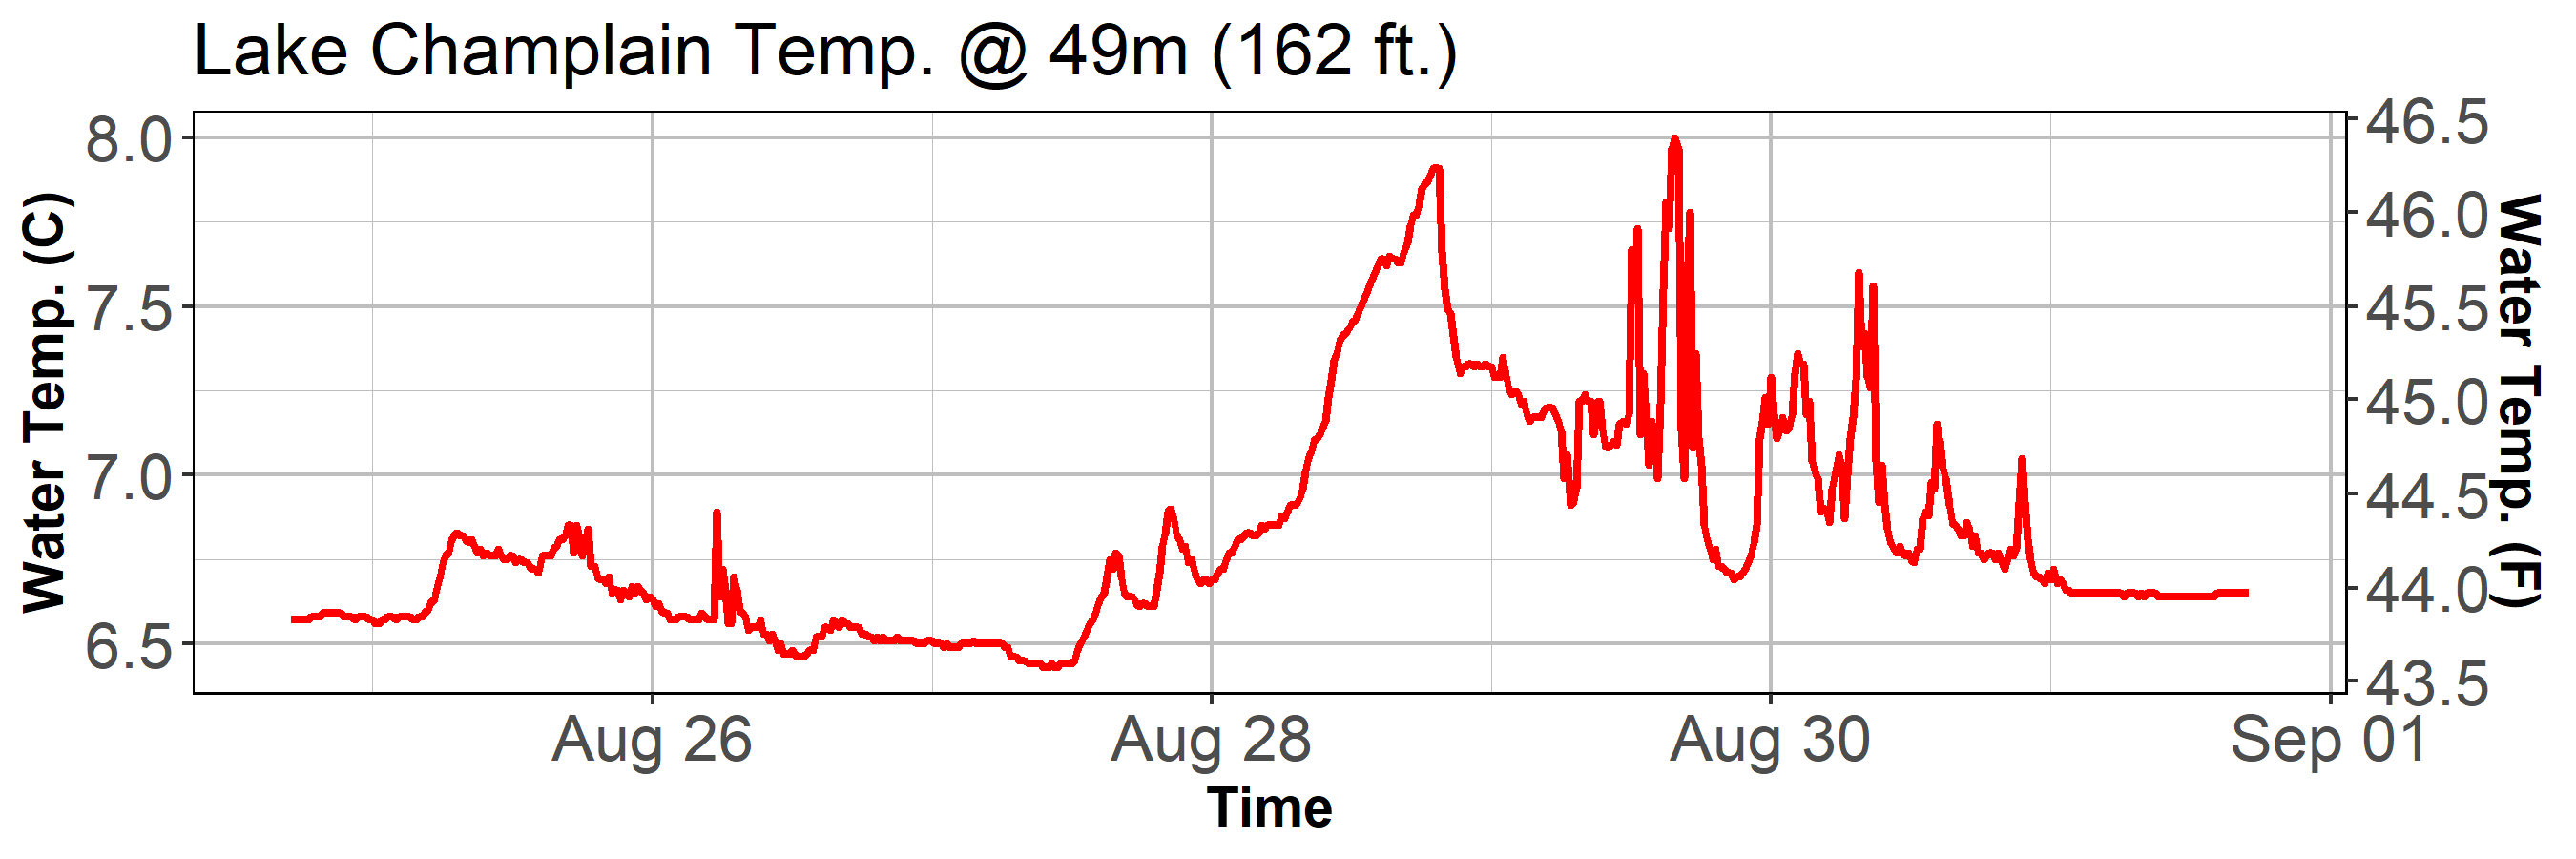 Lake Champlain Temp. @ 49m (162 ft.)
Water Temp. (C)
8.0
7.5
7.0
6.5
46.5
46.0
45.5
45.0
44.5
44.0
43.5
Water Temp. (F)
Aug 26
Aug 28
Aug 30
Sep 01
Time